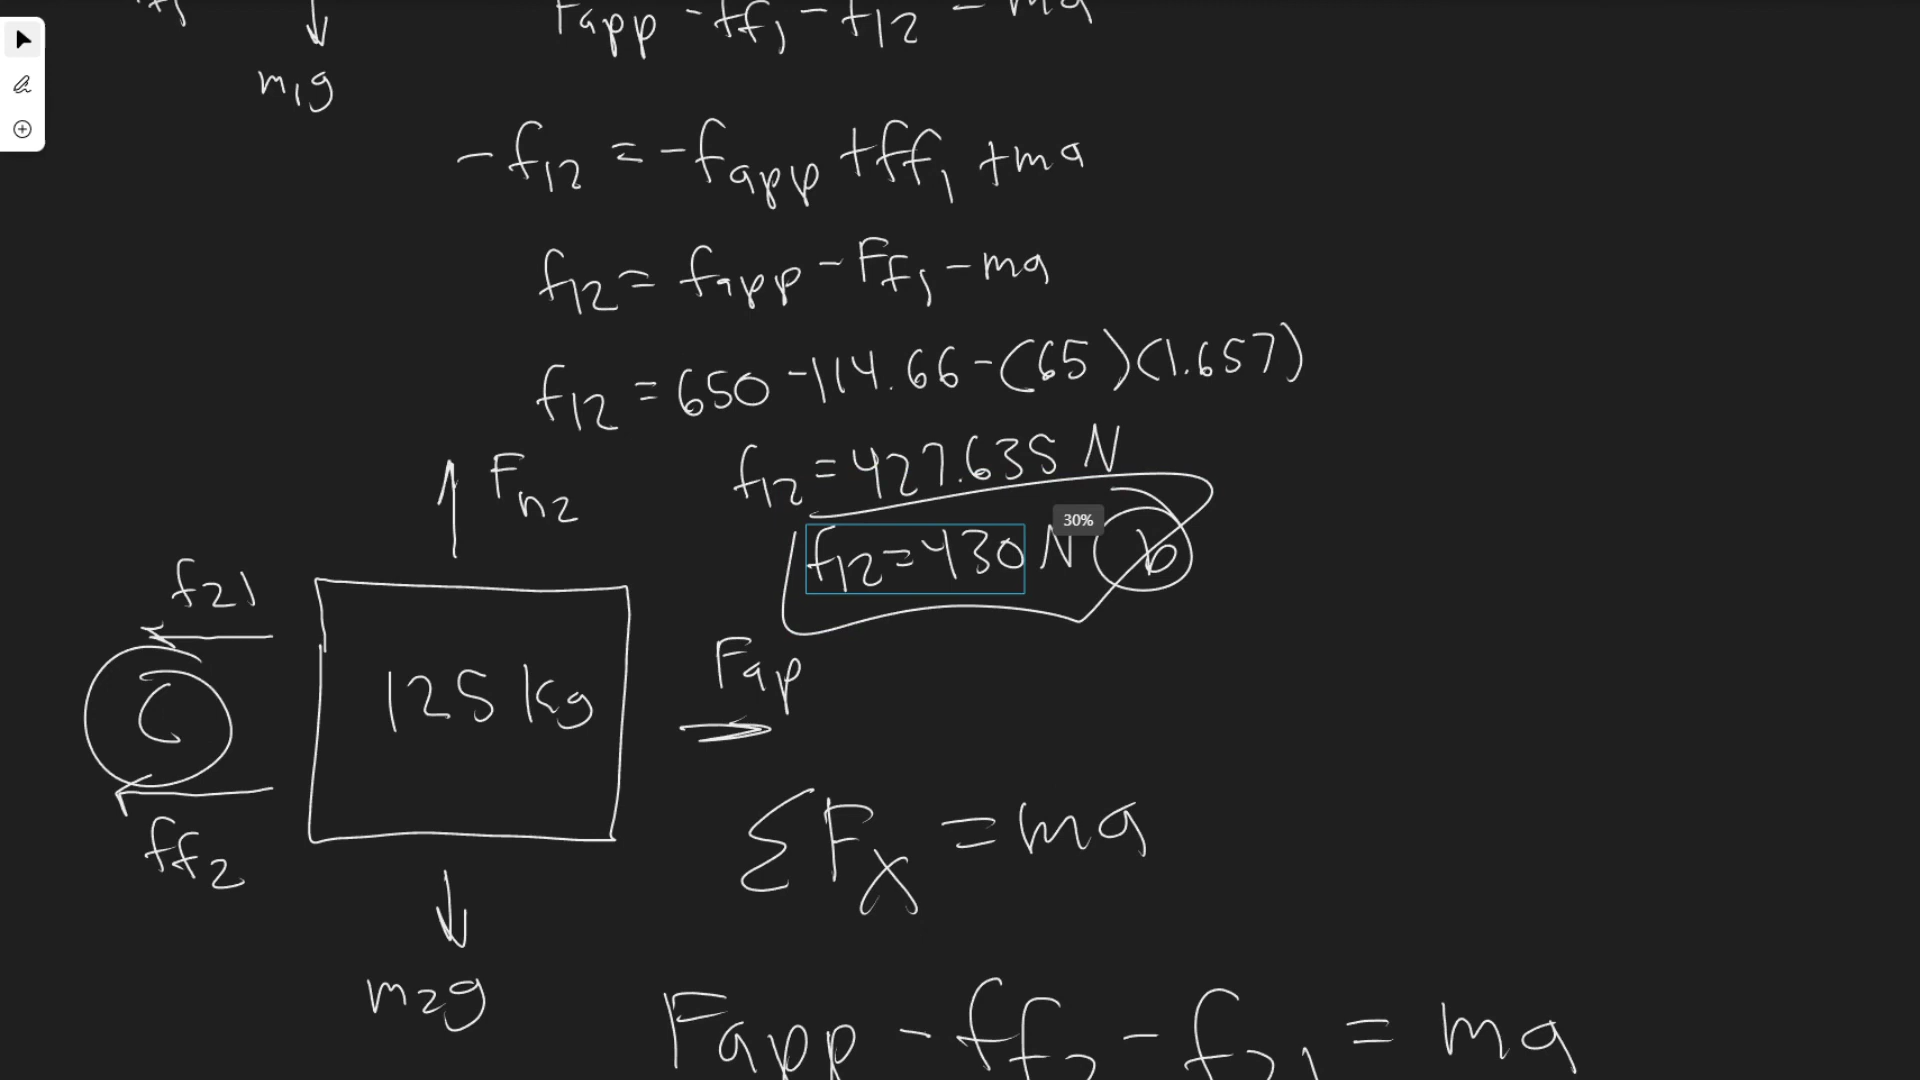 Fapp - ff1 - f12 = ma
m1g
-f12 = -fapp + ff1 + ma
f12 = fapp - Ff1 - ma
f12 = 650 - 114.66 - (65)(1.657)
Fn2
f12 = 427.635 N
30%
f12 = 430 N b
f21
125 kg
Fap
C
ff2
ΣFx = ma
m2g
Fapp - ff2 - f21 = ma